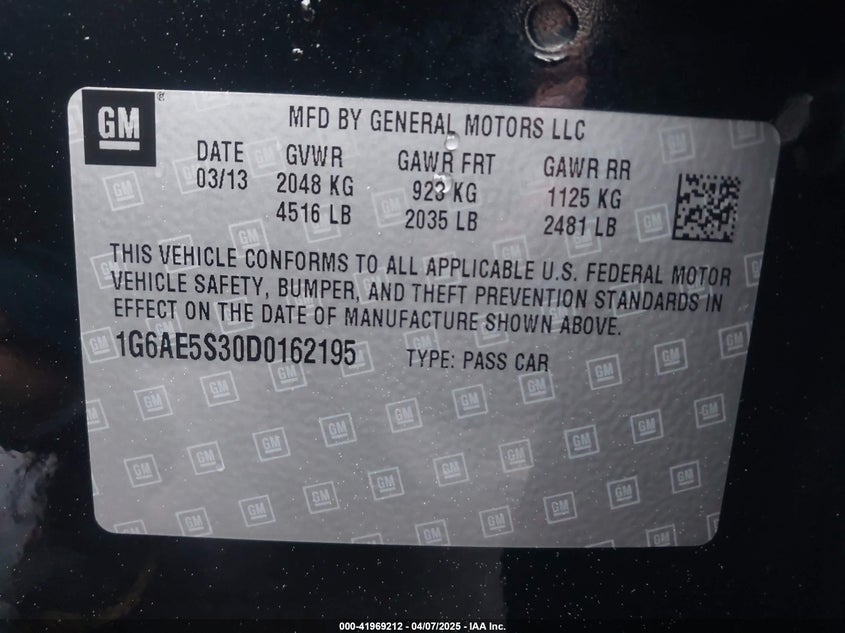 GM
MFD BY GENERAL MOTORS LLC
DATE GVWR GAWR FRT GAWR RR
03/13 2048 KG 923 KG 1125 KG
4516 LB 2035 LB 2481 LB
THIS VEHICLE CONFORMS TO ALL APPLICABLE U.S. FEDERAL MOTOR
VEHICLE SAFETY, BUMPER, AND THEFT PREVENTION STANDARDS IN
EFFECT ON THE DATE OF MANUFACTURE SHOWN ABOVE.
1G6AE5S30D0162195 TYPE: PASS CAR
000-41969212 - 04/07/2025 - IAA Inc.